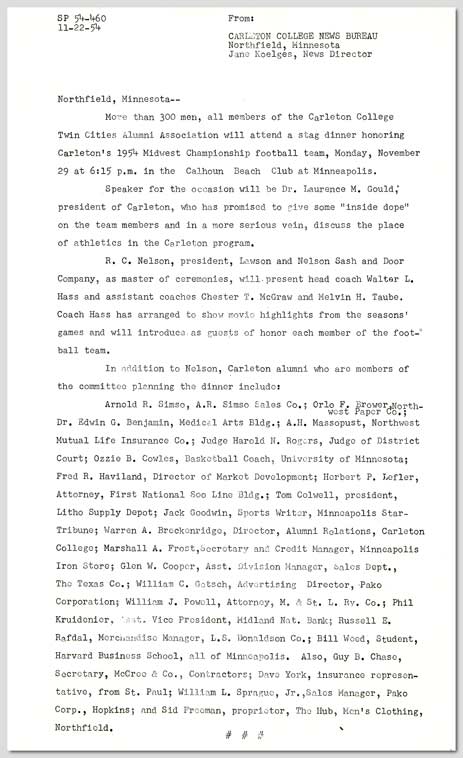 SP 54-460
11-22-54
From:
CARLETON COLLEGE NEWS BUREAU
Northfield, Minnesota
Jane Koelges, News Director
Northfield, Minnesota--
More than 300 men, all members of the Carleton College
Twin Cities Alumni Association will attend a stag dinner honoring
Carleton's 1954 Midwest Championship football team, Monday, November
29 at 6:15 p.m. in the Calhoun Beach Club at Minneapolis.
Speaker for the occasion will be Dr. Laurence M. Gould,
president of Carleton, who has promised to give some "inside dope"
on the team members and in a more serious vein, discuss the place
of athletics in the Carleton program.
R. C. Nelson, president, Lawson and Nelson Sash and Door
Company, as master of ceremonies, will present head coach Walter L.
Hass and assistant coaches Chester T. McGraw and Melvin H. Taube.
Coach Hass has arranged to show movie highlights from the seasons'
games and will introduce as guests of honor each member of the foot-
ball team.
In addition to Nelson, Carleton alumni who are members of
the committee planning the dinner include:
Arnold R. Simso, A.R. Simso Sales Co.; Orlo F. Brower, North-
west Paper Co.;
Dr. Edwin G. Benjamin, Medical Arts Bldg.; A.H. Massopust, Northwest
Mutual Life Insurance Co.; Judge Harold N. Rogers, Judge of District
Court; Ozzie B. Cowles, Basketball Coach, University of Minnesota;
Fred R. Haviland, Director of Market Development; Herbert P. Lefler,
Attorney, First National Soo Line Bldg.; Tom Colwell, president,
Litho Supply Depot; Jack Goodwin, Sports Writer, Minneapolis Star-
Tribune; Warren A. Breckenridge, Director, Alumni Relations, Carleton
College; Marshall A. Frost, Secretary and Credit Manager, Minneapolis
Iron Store; Glen W. Cooper, Asst. Division Manager, Sales Dept.,
The Texas Co.; William C. Getsch, Advertising Director, Pako
Corporation; William J. Powell, Attorney, M. & St. L. Ry. Co.; Phil
Kruidenier, Asst. Vice President, Midland Nat. Bank; Russell E.
Rafdal, Merchandise Manager, L.S. Donaldson Co.; Bill Weed, Student,
Harvard Business School, all of Minneapolis. Also, Guy B. Chase,
Secretary, McCree & Co., Contractors; Dave York, insurance represen-
tative, from St. Paul; William L. Sprague, Jr., Sales Manager, Pako
Corp., Hopkins; and Sid Freeman, proprietor, The Hub, Men's Clothing,
Northfield.
# # #